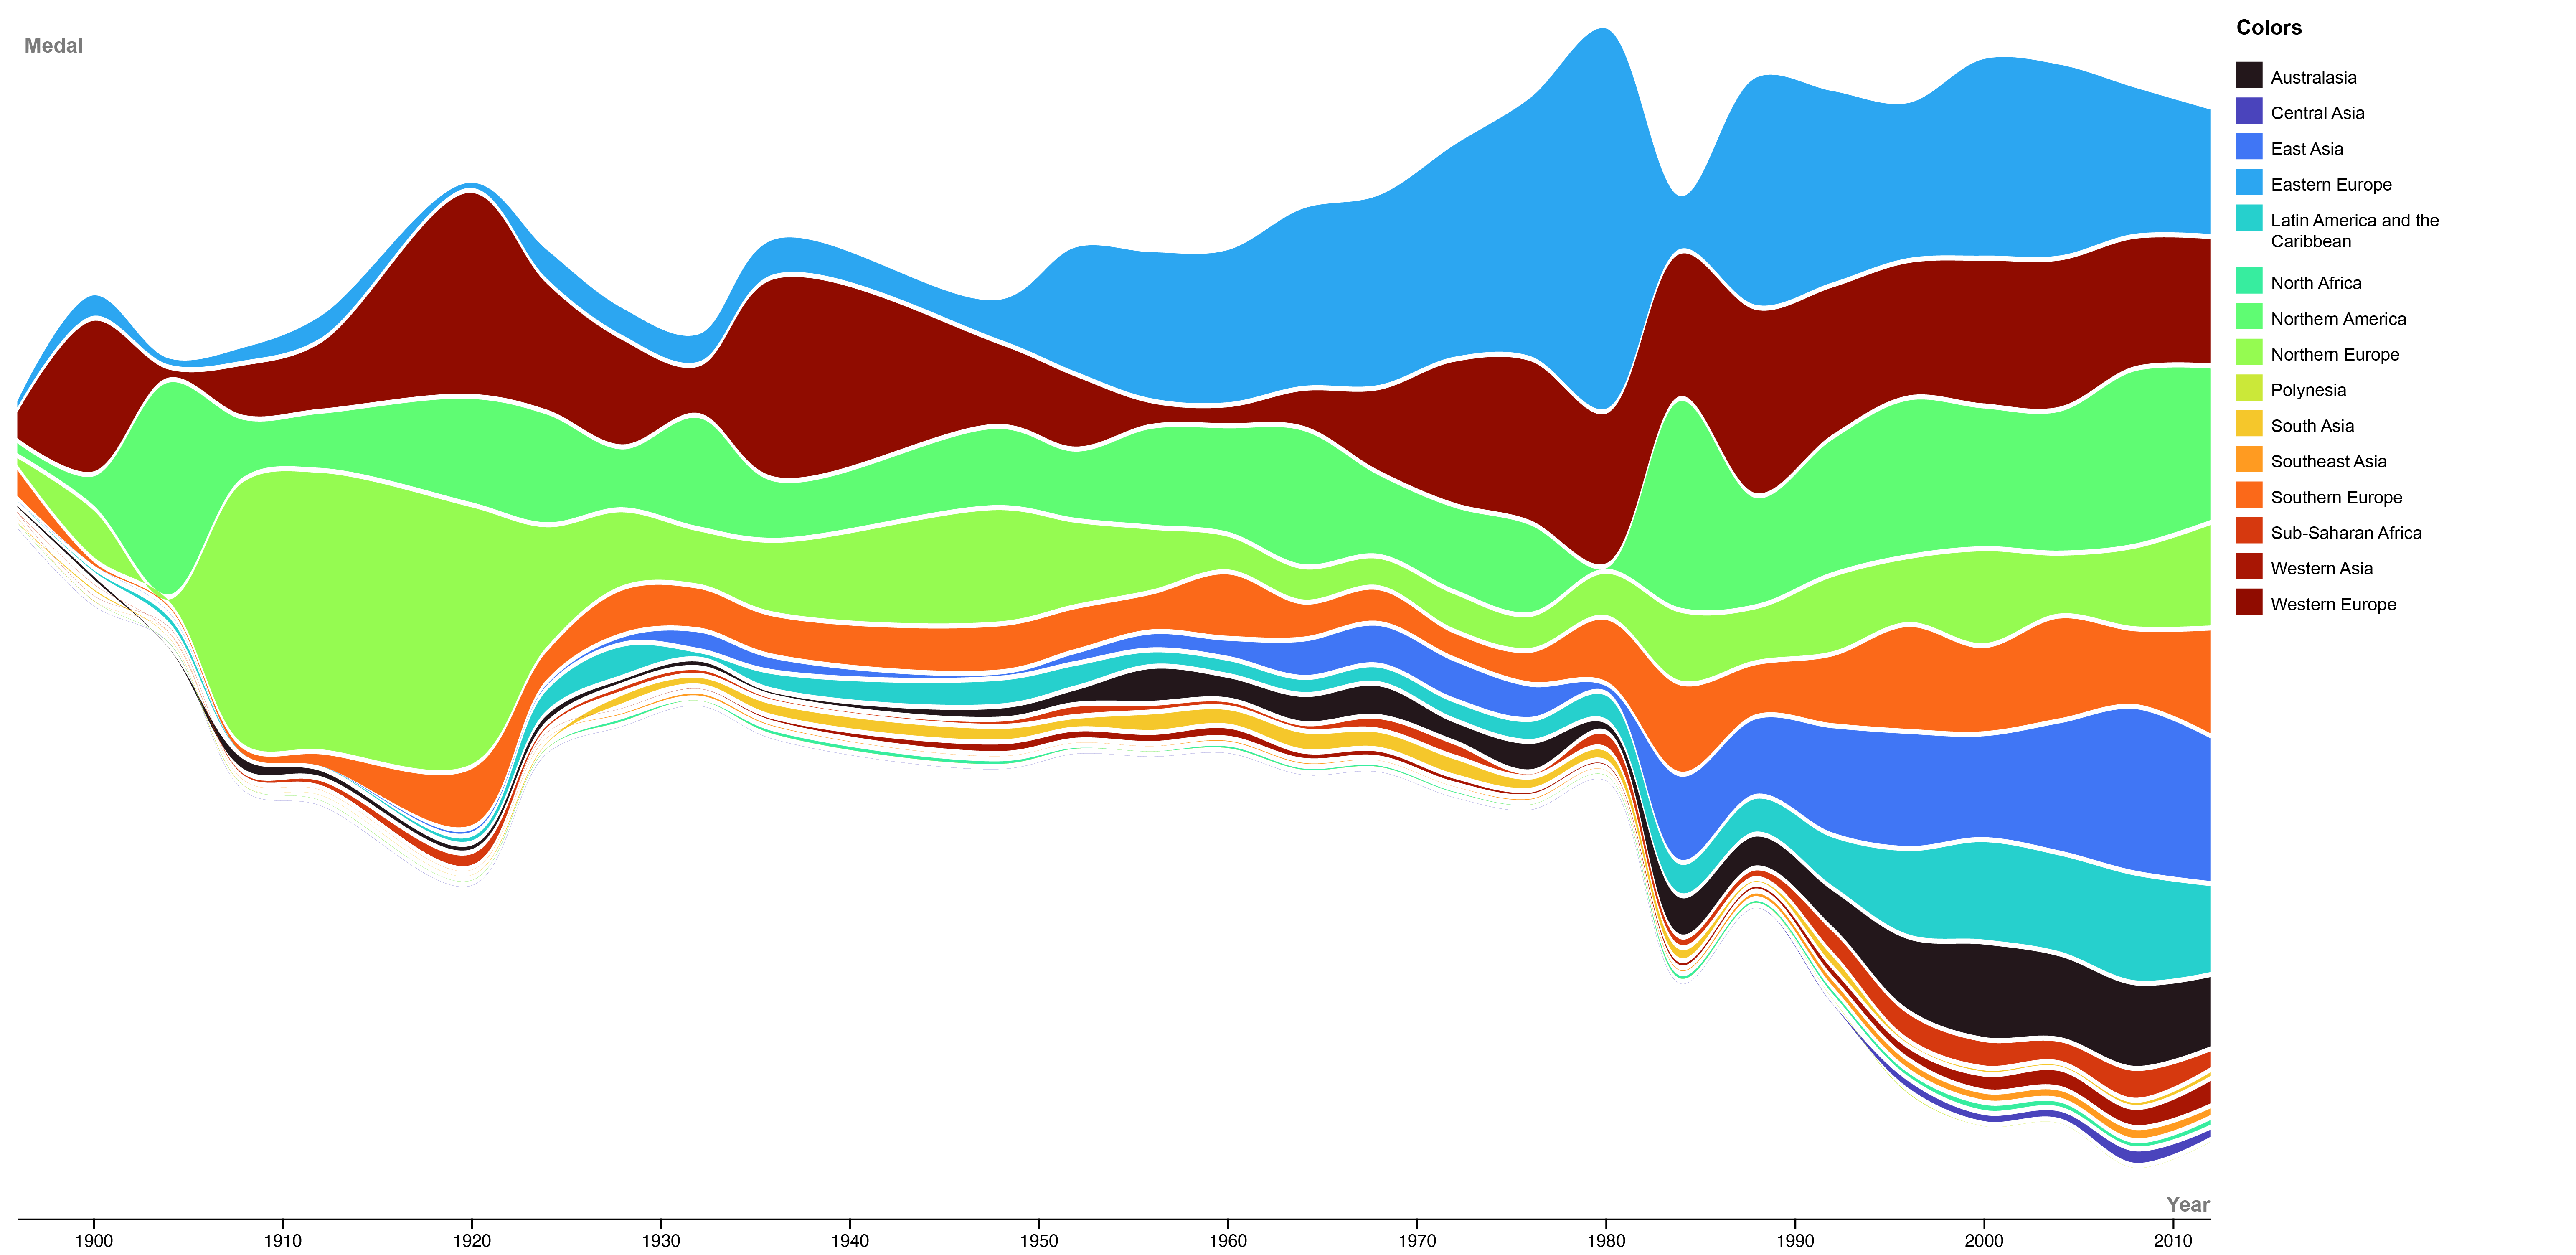 Medal
Colors
Australasia
Central Asia
East Asia
Eastern Europe
Latin America and the
Caribbean
North Africa
Northern America
Northern Europe
Polynesia
South Asia
Southeast Asia
Southern Europe
Sub-Saharan Africa
Western Asia
Western Europe
Year
1900 1910 1920 1930 1940 1950 1960 1970 1980 1990 2000 2010